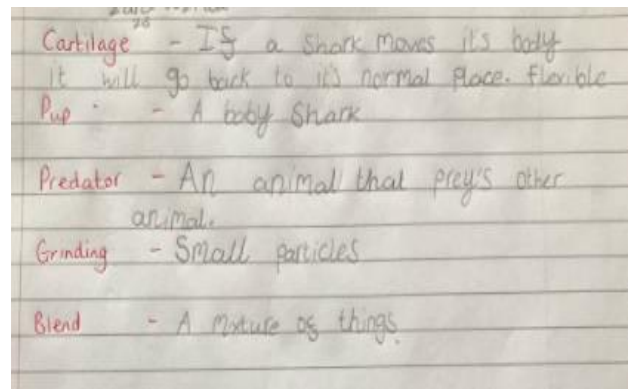 Cartilage - If a Shark moves it's body
it will go back to it's normal place. flexible
Pup - A baby Shark
Predator - An animal that prey's other
animal.
Grinding - Small particles
Blend - A mixture of things.